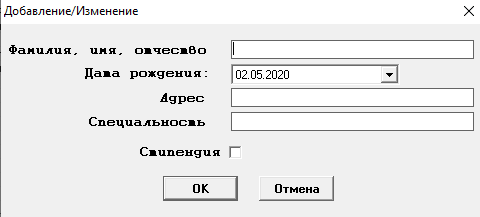 Добавление/Изменение
Фамилия, имя, отчество
Дата рождения: 02.05.2020
Адрес
Специальность
Стипендия
OK Отмена